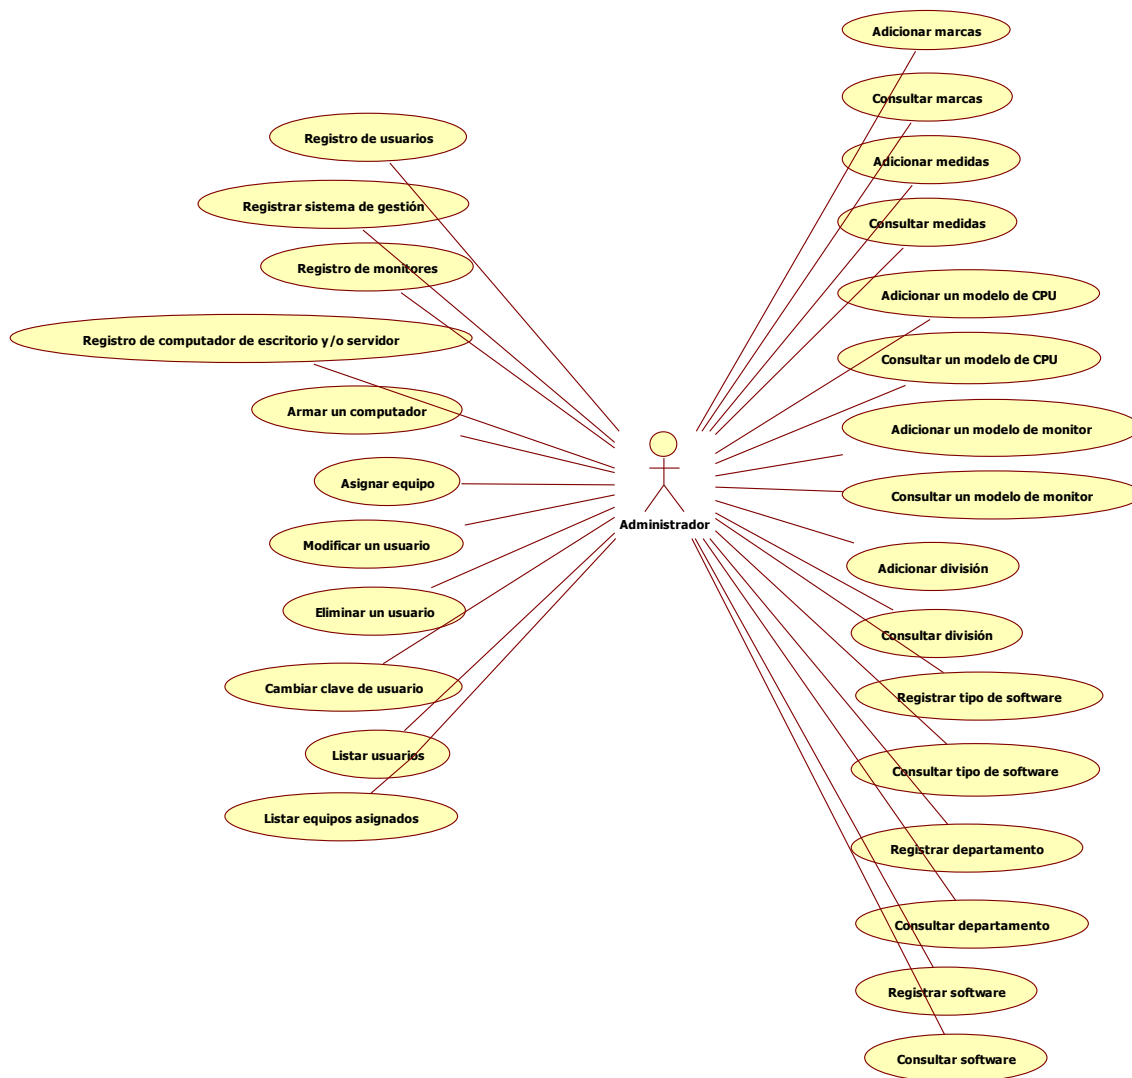 Registro de usuarios
Registrar sistema de gestión
Registro de monitores
Registro de computador de escritorio y/o servidor
Armar un computador
Asignar equipo
Modificar un usuario
Eliminar un usuario
Cambiar clave de usuario
Listar usuarios
Listar equipos asignados
Administrador
Adicionar marcas
Consultar marcas
Adicionar medidas
Consultar medidas
Adicionar un modelo de CPU
Consultar un modelo de CPU
Adicionar un modelo de monitor
Consultar un modelo de monitor
Adicionar división
Consultar división
Registrar tipo de software
Consultar tipo de software
Registrar departamento
Consultar departamento
Registrar software
Consultar software